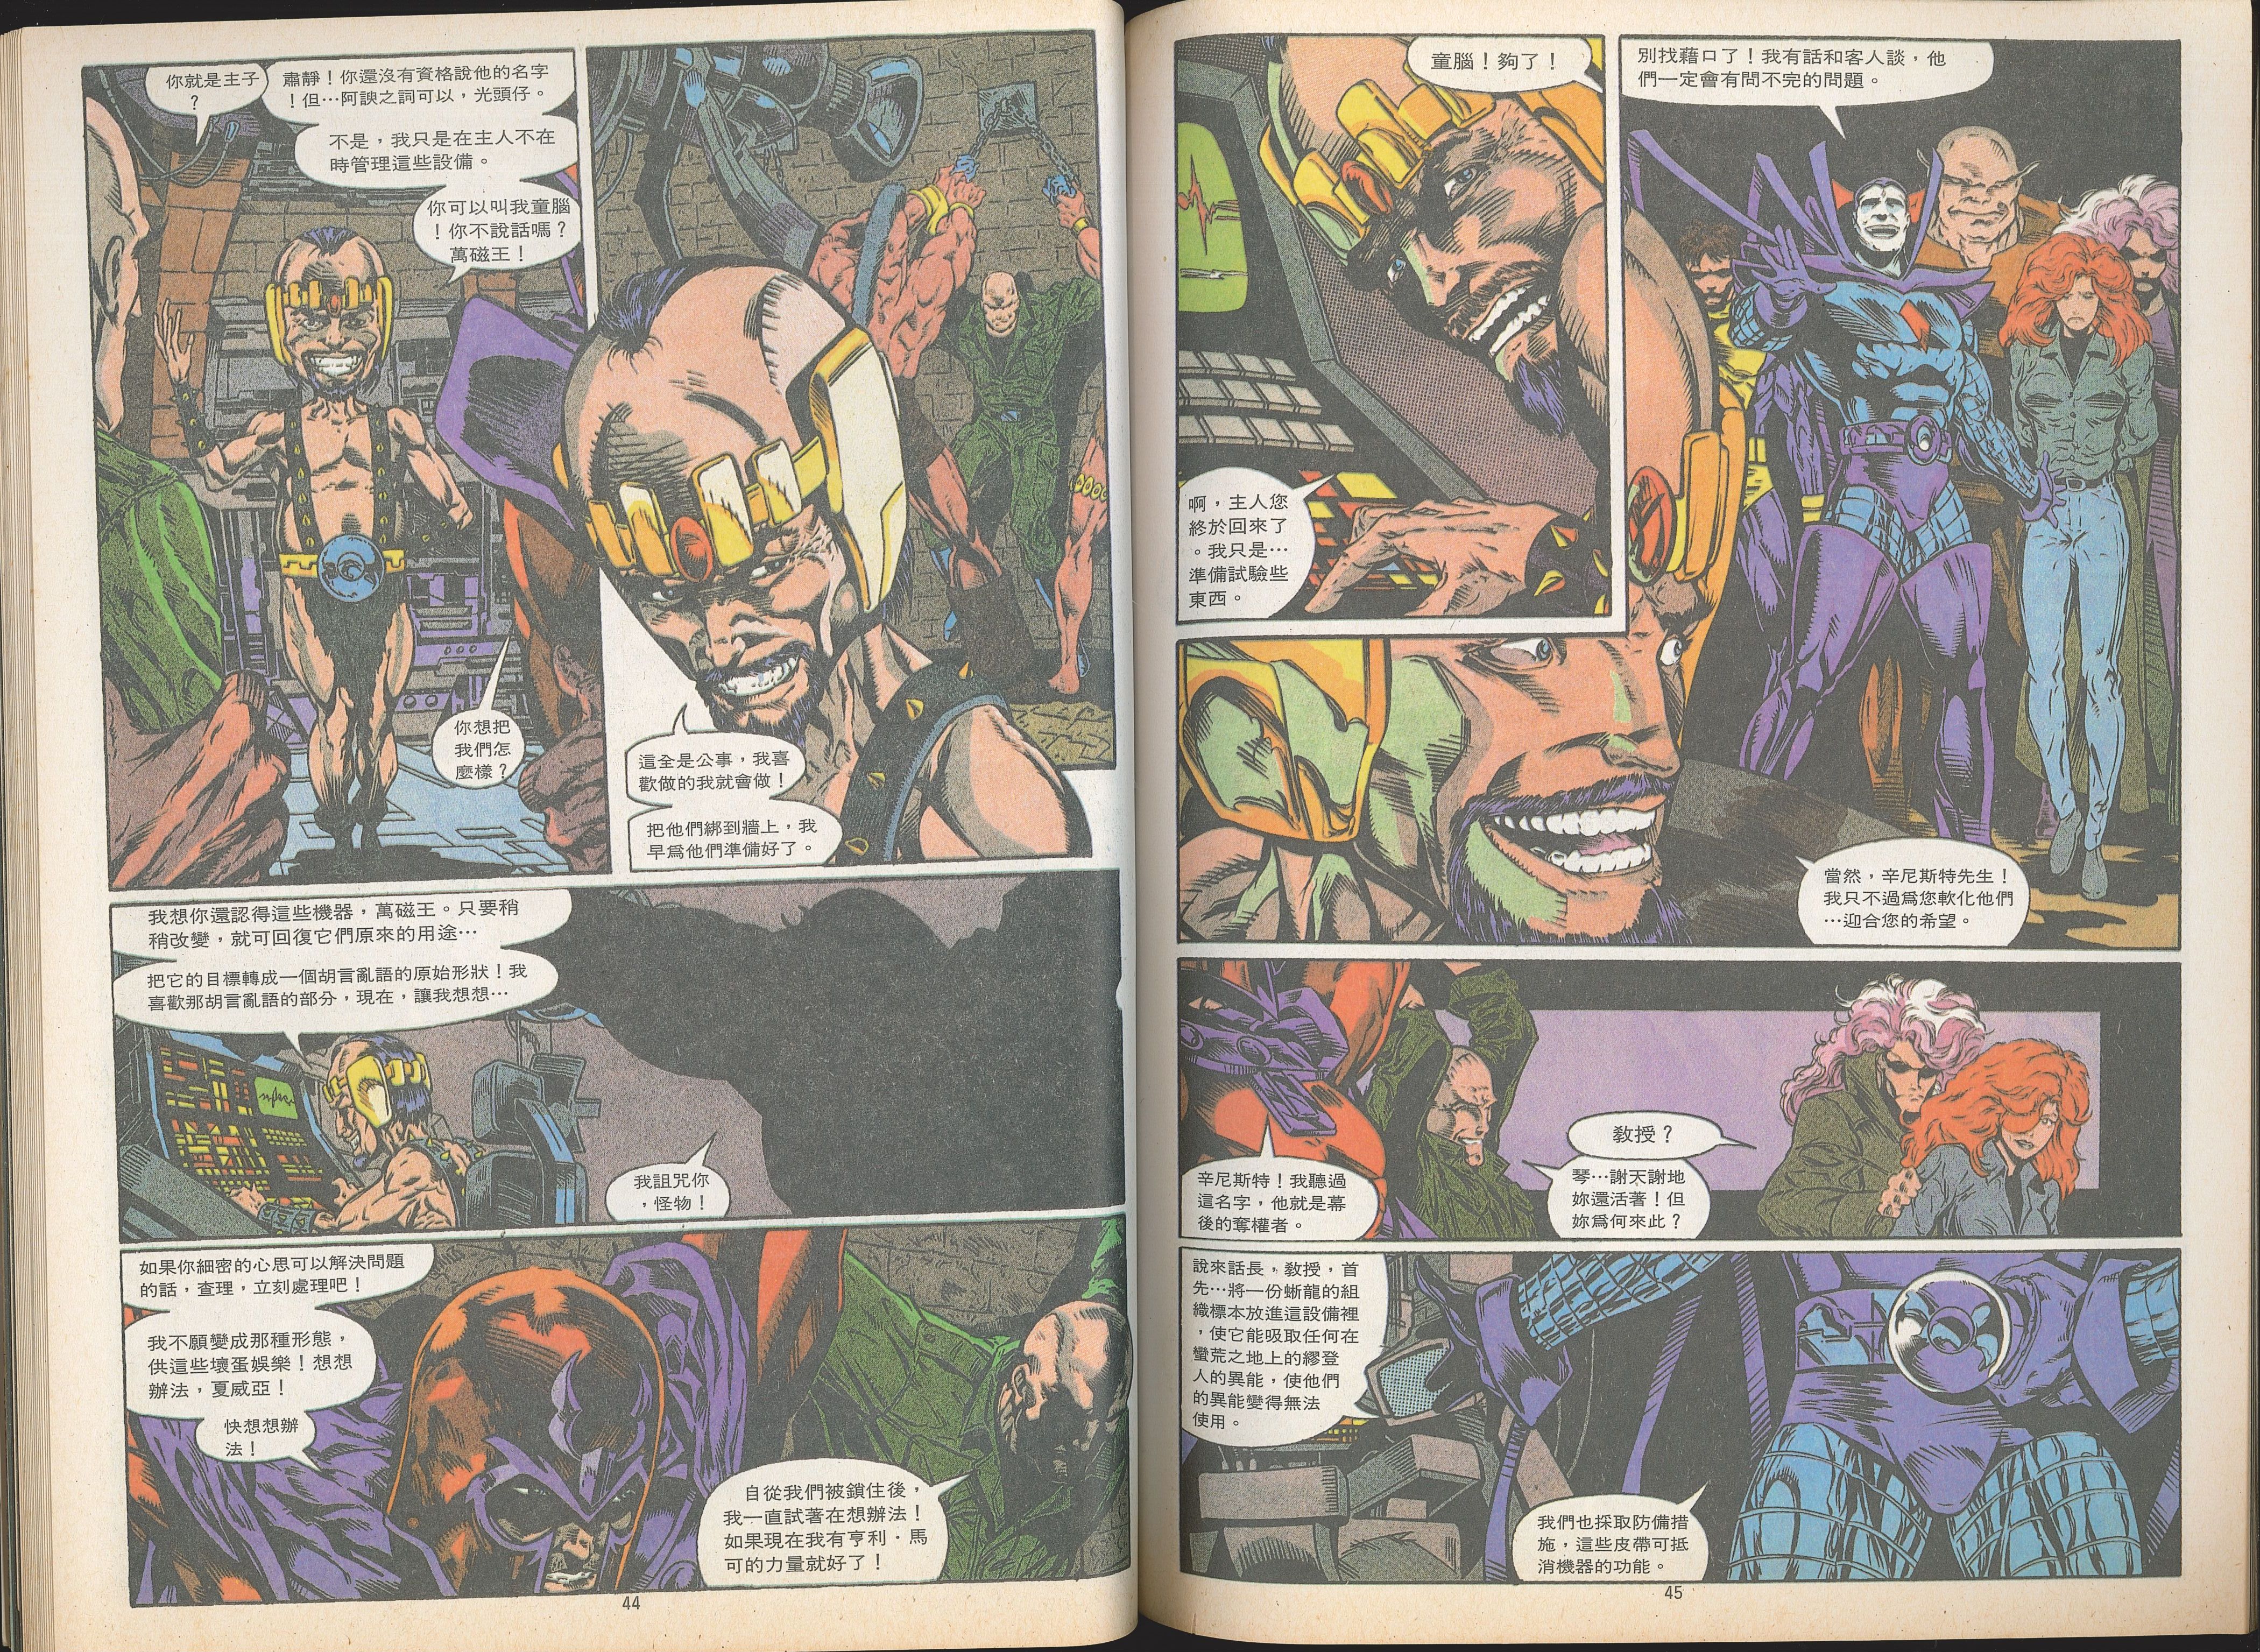 你就是主子
？
肅靜！你還沒有資格說他的名字
！但…阿諛之詞可以，光頭仔。
不是，我只是在主人不在
時管理這些設備。
你可以叫我童腦
！你不說話嗎？
萬磁王！
你想把
我們怎
麼樣？
這全是公事，我喜
歡做的我就會做！
把他們綁到牆上，我
早爲他們準備好了。
我想你還認得這些機器，萬磁王。只要稍
稍改變，就可回復它們原來的用途…
把它的目標轉成一個胡言亂語的原始形狀！我
喜歡那胡言亂語的部分，現在，讓我想想…
我詛咒你
，怪物！
如果你細密的心思可以解決問題
的話，查理，立刻處理吧！
我不願變成那種形態，
供這些壞蛋娛樂！想想
辦法，夏威亞！
快想想辦
法！
自從我們被鎖住後，
我一直試著在想辦法！
如果現在我有亨利·馬
可的力量就好了！
44
童腦！夠了！
啊，主人您
終於回來了
。我只是…
準備試驗些
東西。
別找藉口了！我有話和客人談，他
們一定會有問不完的問題。
當然，辛尼斯特先生！
我只不過爲您軟化他們
…迎合您的希望。
辛尼斯特！我聽過
這名字，他就是幕
後的奪權者。
教授？
琴…謝天謝地
妳還活著！但
妳爲何來此？
說來話長，教授，首
先…將一份蜥龍的組
織標本放進這設備裡
，使它能吸取任何在
蠻荒之地上的繆登
人的異能，使他們
的異能變得無法
使用。
我們也採取防備措
施，這些皮帶可抵
消機器的功能。
45